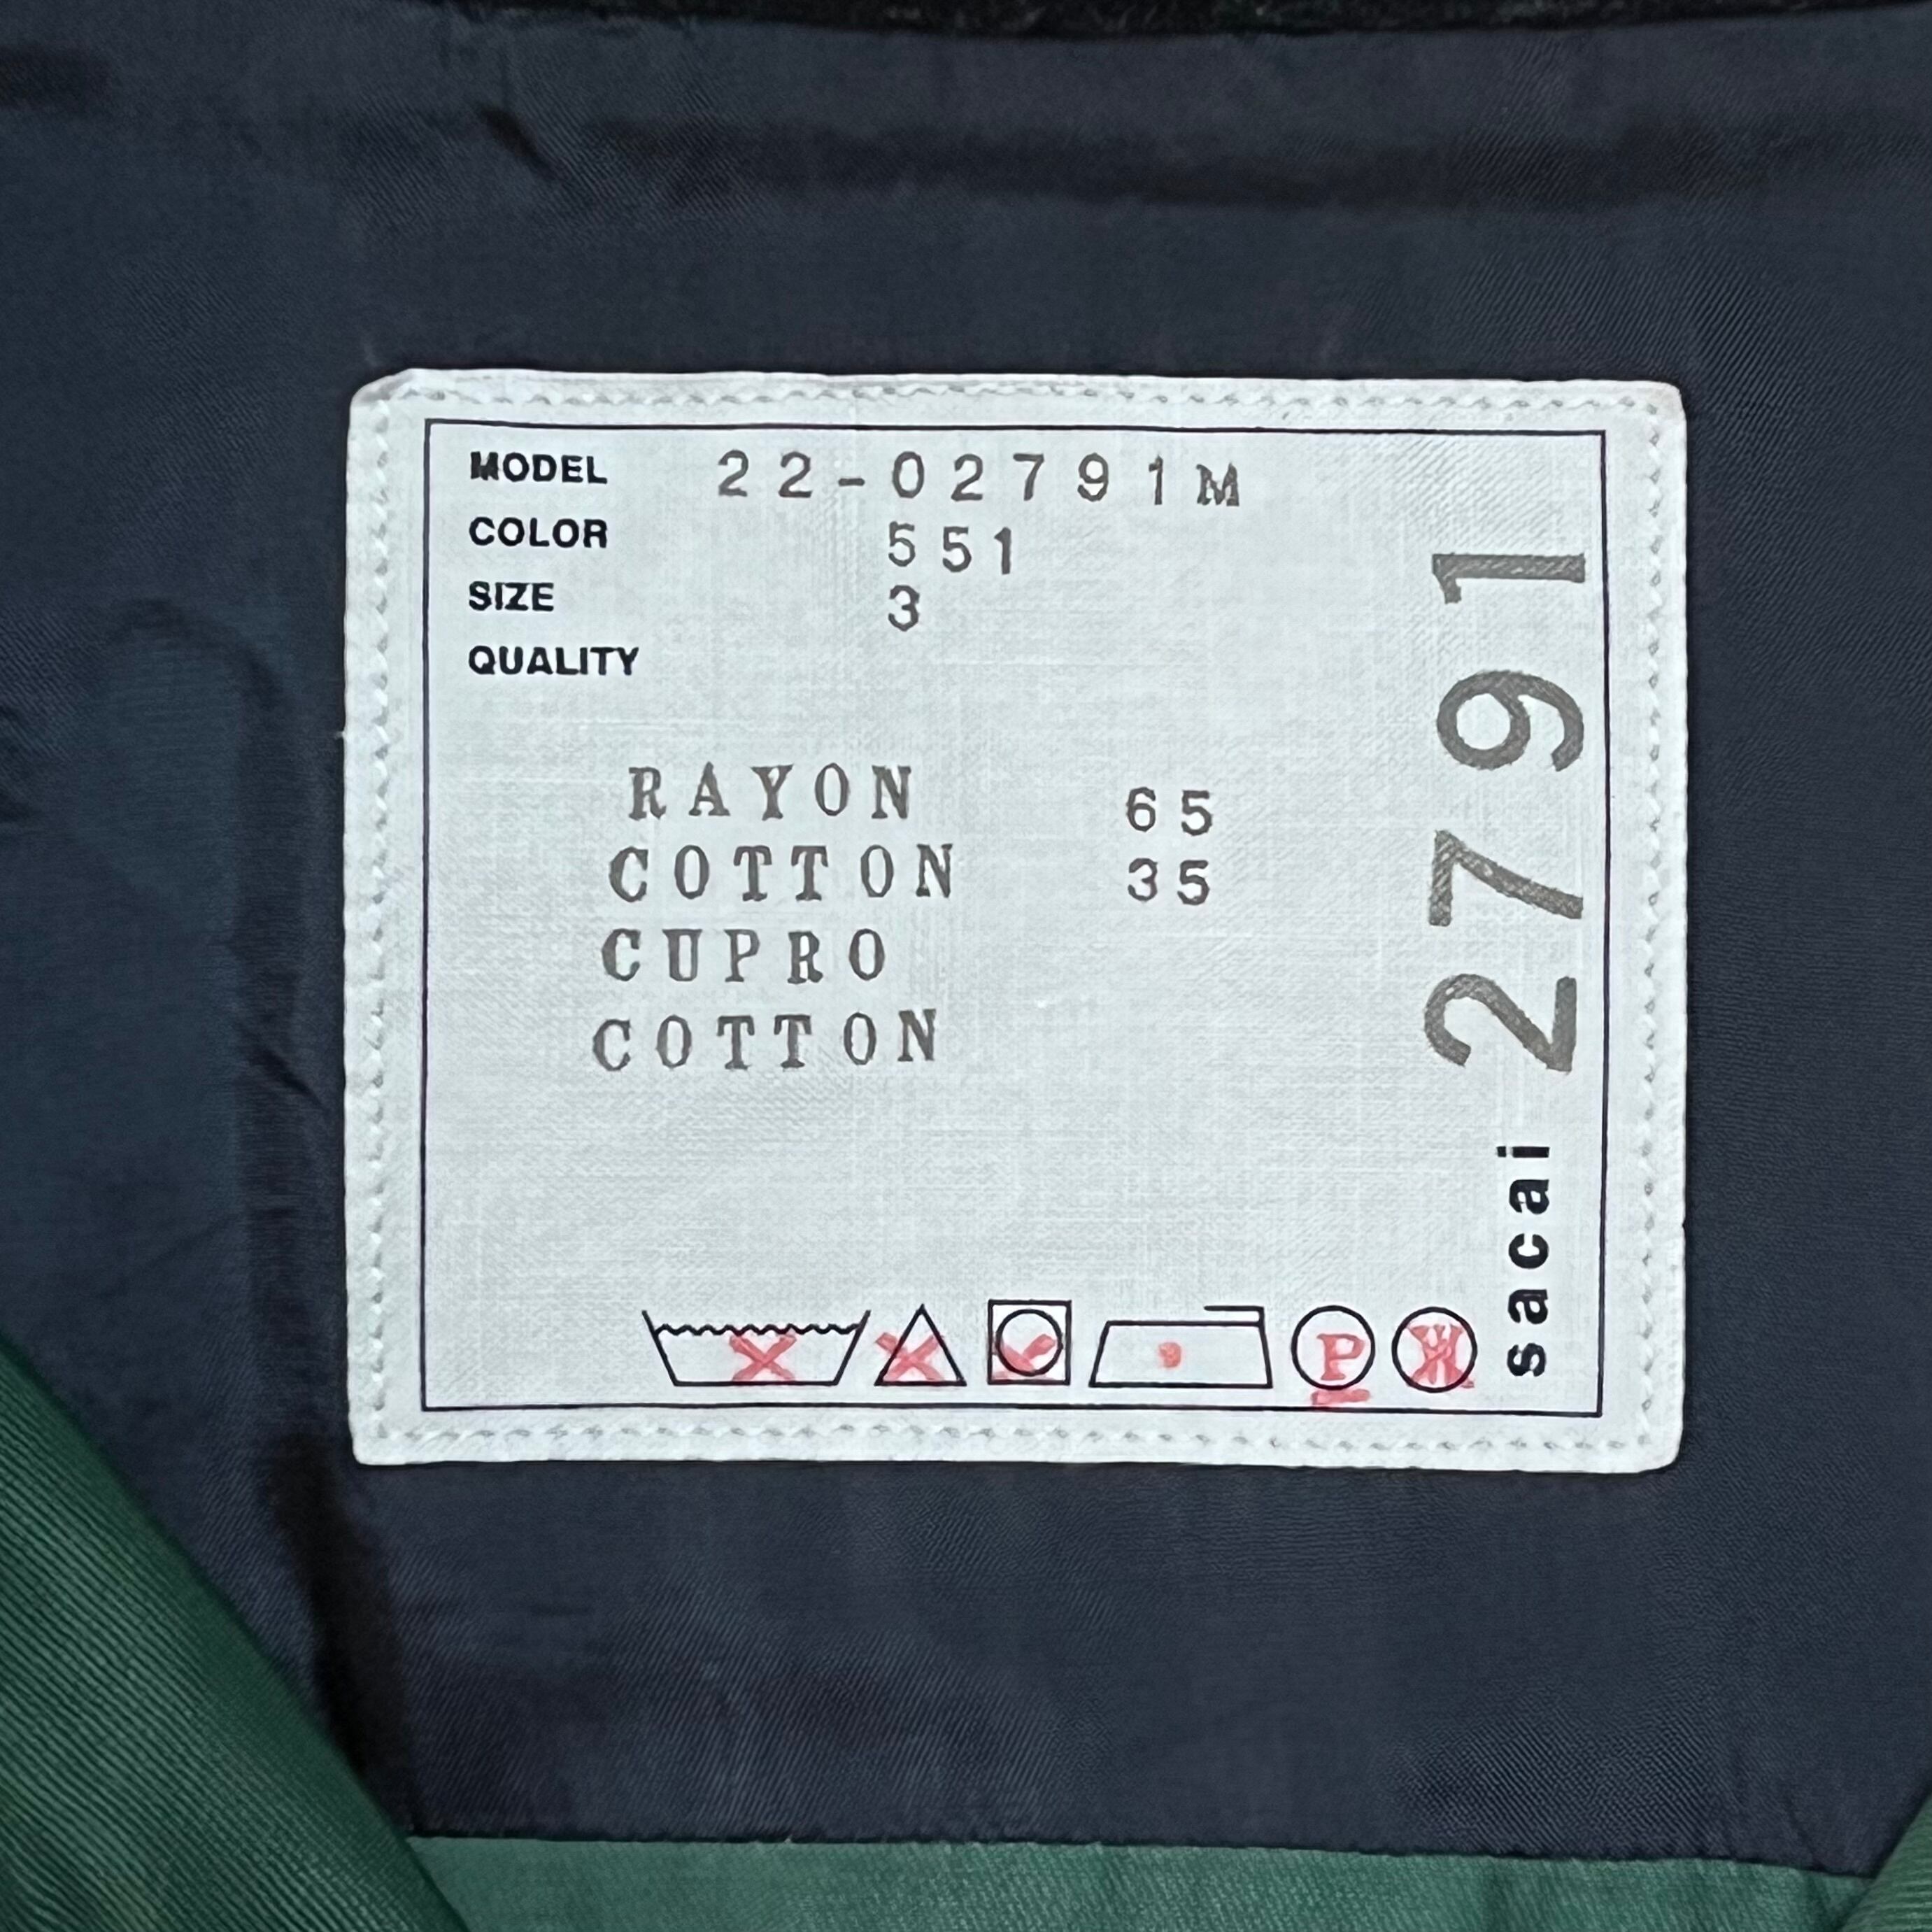 MODEL 22-02791M
COLOR 551
SIZE 3
QUALITY
RAYON 65
COTTON 35
CUPRO
COTTON
P
W
sacai 2791